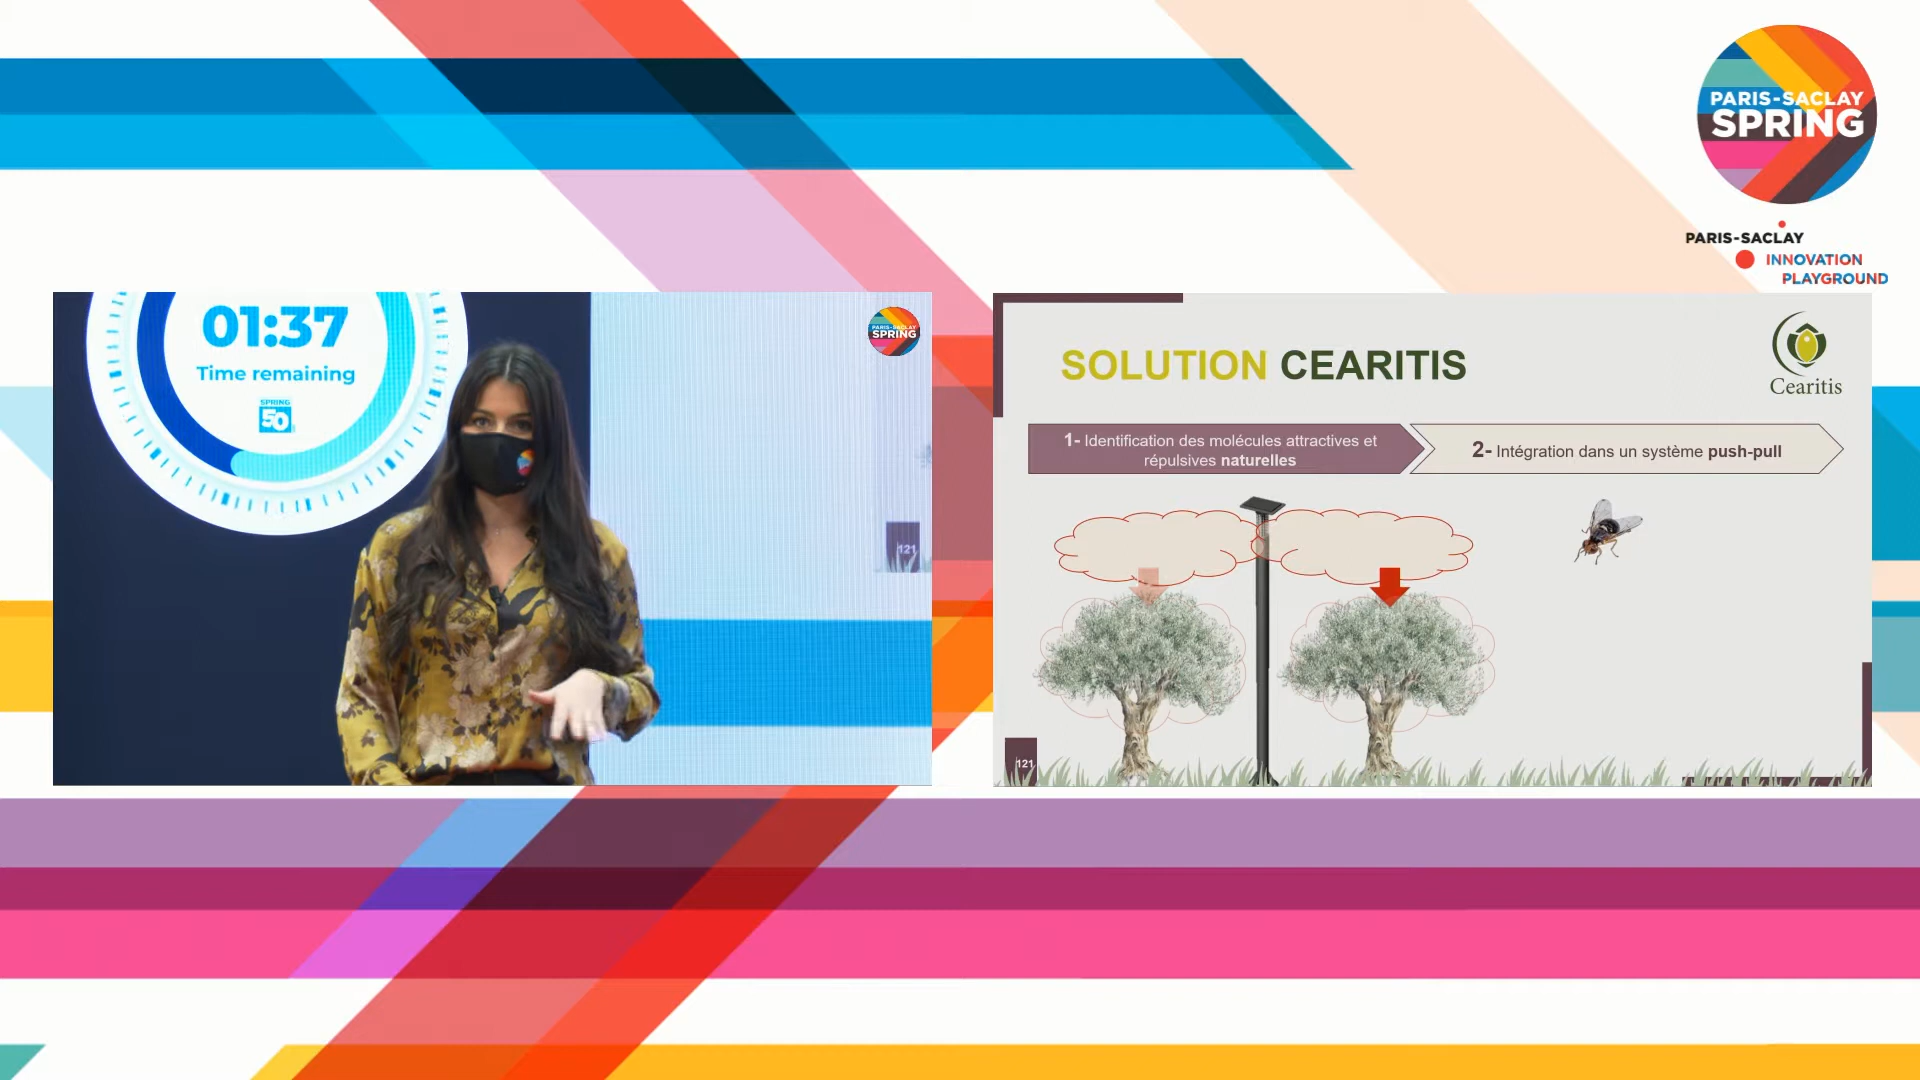 PARIS-SACLAY
SPRING
PARIS-SACLAY
INNOVATION
PLAYGROUND
01:37
Time remaining
SPRING
50
PARIS-SACLAY
SPRING
121
SOLUTION CEARITIS
Cearitis
1- Identification des molécules attractives et
répulsives naturelles
2- Intégration dans un système push-pull
121